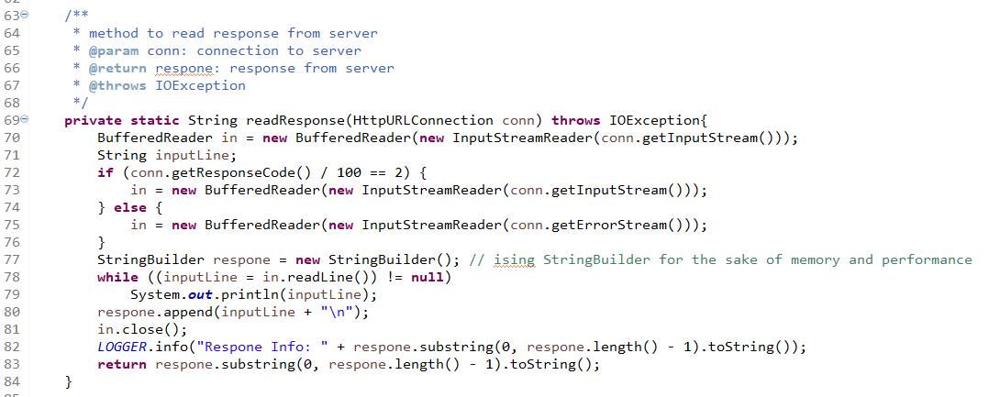 63 /**
64 * method to read response from server
65 * @param conn: connection to server
66 * @return respone: response from server
67 * @throws IOException
68 */
69 private static String readResponse(HttpURLConnection conn) throws IOException{
70 BufferedReader in = new BufferedReader(new InputStreamReader(conn.getInputStream()));
71 String inputLine;
72 if (conn.getResponseCode() / 100 == 2) {
73 in = new BufferedReader(new InputStreamReader(conn.getInputStream()));
74 } else {
75 in = new BufferedReader(new InputStreamReader(conn.getErrorStream()));
76 }
77 StringBuilder respone = new StringBuilder(); // ising StringBuilder for the sake of memory and performance
78 while ((inputLine = in.readLine()) != null)
79 System.out.println(inputLine);
80 respone.append(inputLine + "\n");
81 in.close();
82 LOGGER.info("Respone Info: " + respone.substring(0, respone.length() - 1).toString());
83 return respone.substring(0, respone.length() - 1).toString();
84 }